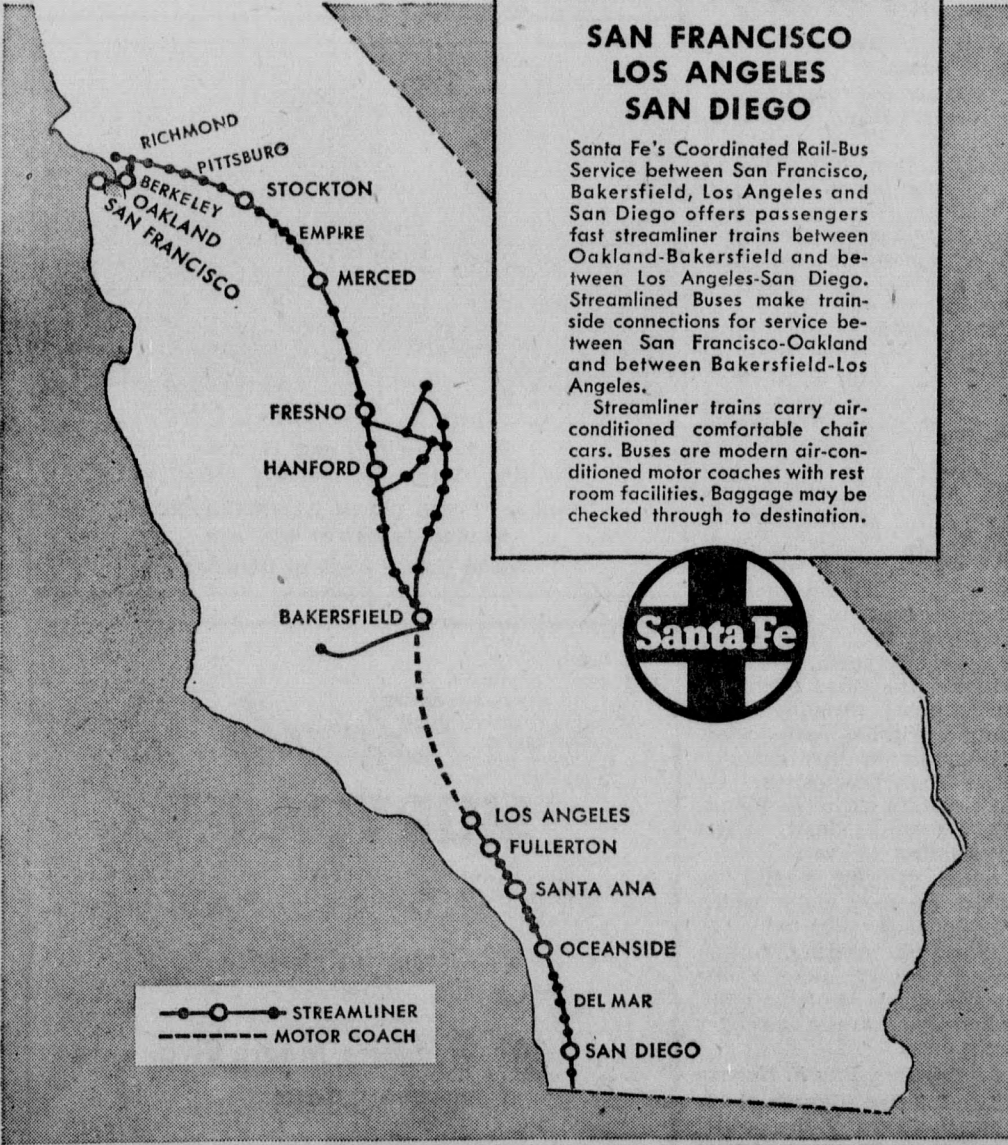 SAN FRANCISCO
LOS ANGELES
SAN DIEGO
Santa Fe's Coordinated Rail-Bus
Service between San Francisco,
Bakersfield, Los Angeles and
San Diego offers passengers
fast streamliner trains between
Oakland-Bakersfield and be-
tween Los Angeles-San Diego.
Streamlined Buses make train-
side connections for service be-
tween San Francisco-Oakland
and between Bakersfield-Los
Angeles.
Streamliner trains carry air-
conditioned comfortable chair
cars. Buses are modern air-con-
ditioned motor coaches with rest
room facilities. Baggage may be
checked through to destination.
RICHMOND
PITTSBURG
BERKELEY
OAKLAND
SAN FRANCISCO
STOCKTON
EMPIRE
MERCED
FRESNO
HANFORD
BAKERSFIELD
Santa Fe
LOS ANGELES
FULLERTON
SANTA ANA
OCEANSIDE
DEL MAR
SAN DIEGO
STREAMLINER
MOTOR COACH